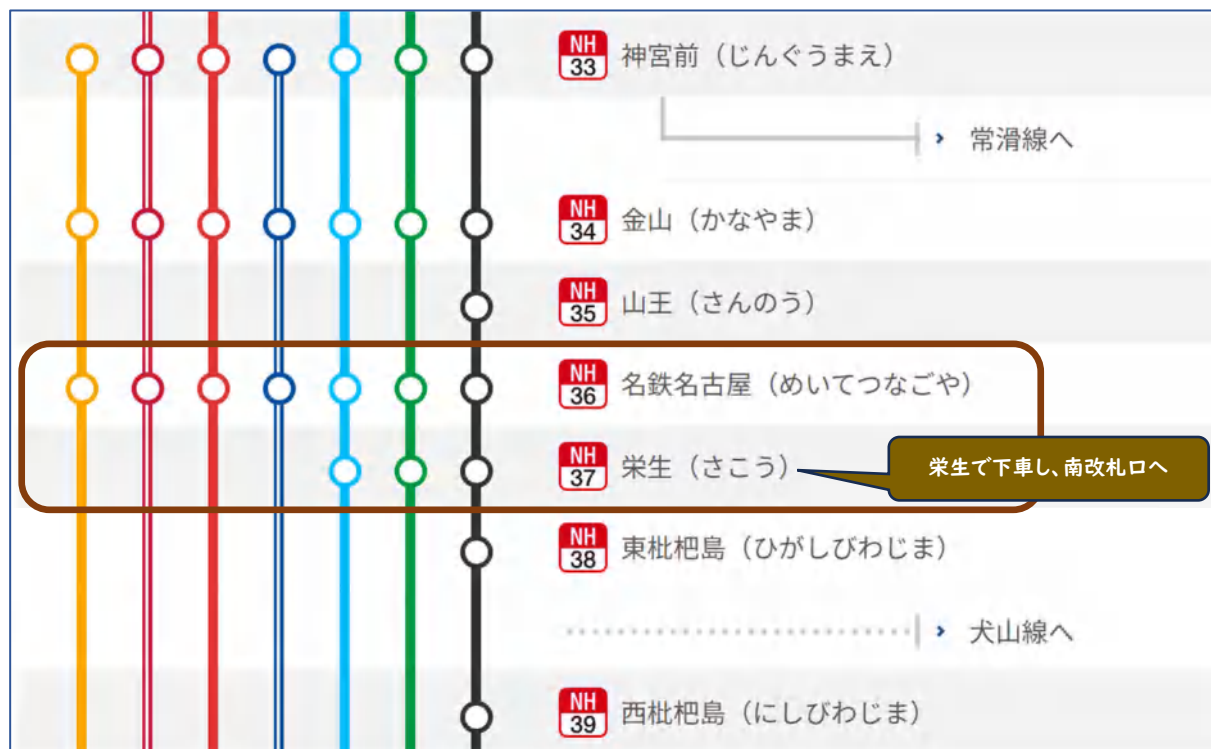 NH
33
神宮前（じんぐうまえ）
常滑線へ
NH
34
金山（かなやま）
NH
35
山王（さんのう）
NH
36
名鉄名古屋（めいてつなごや）
NH
37
栄生（さこう）
栄生で下車し、南改札口へ
NH
38
東枇杷島（ひがしびわじま）
犬山線へ
NH
39
西枇杷島（にしびわじま）